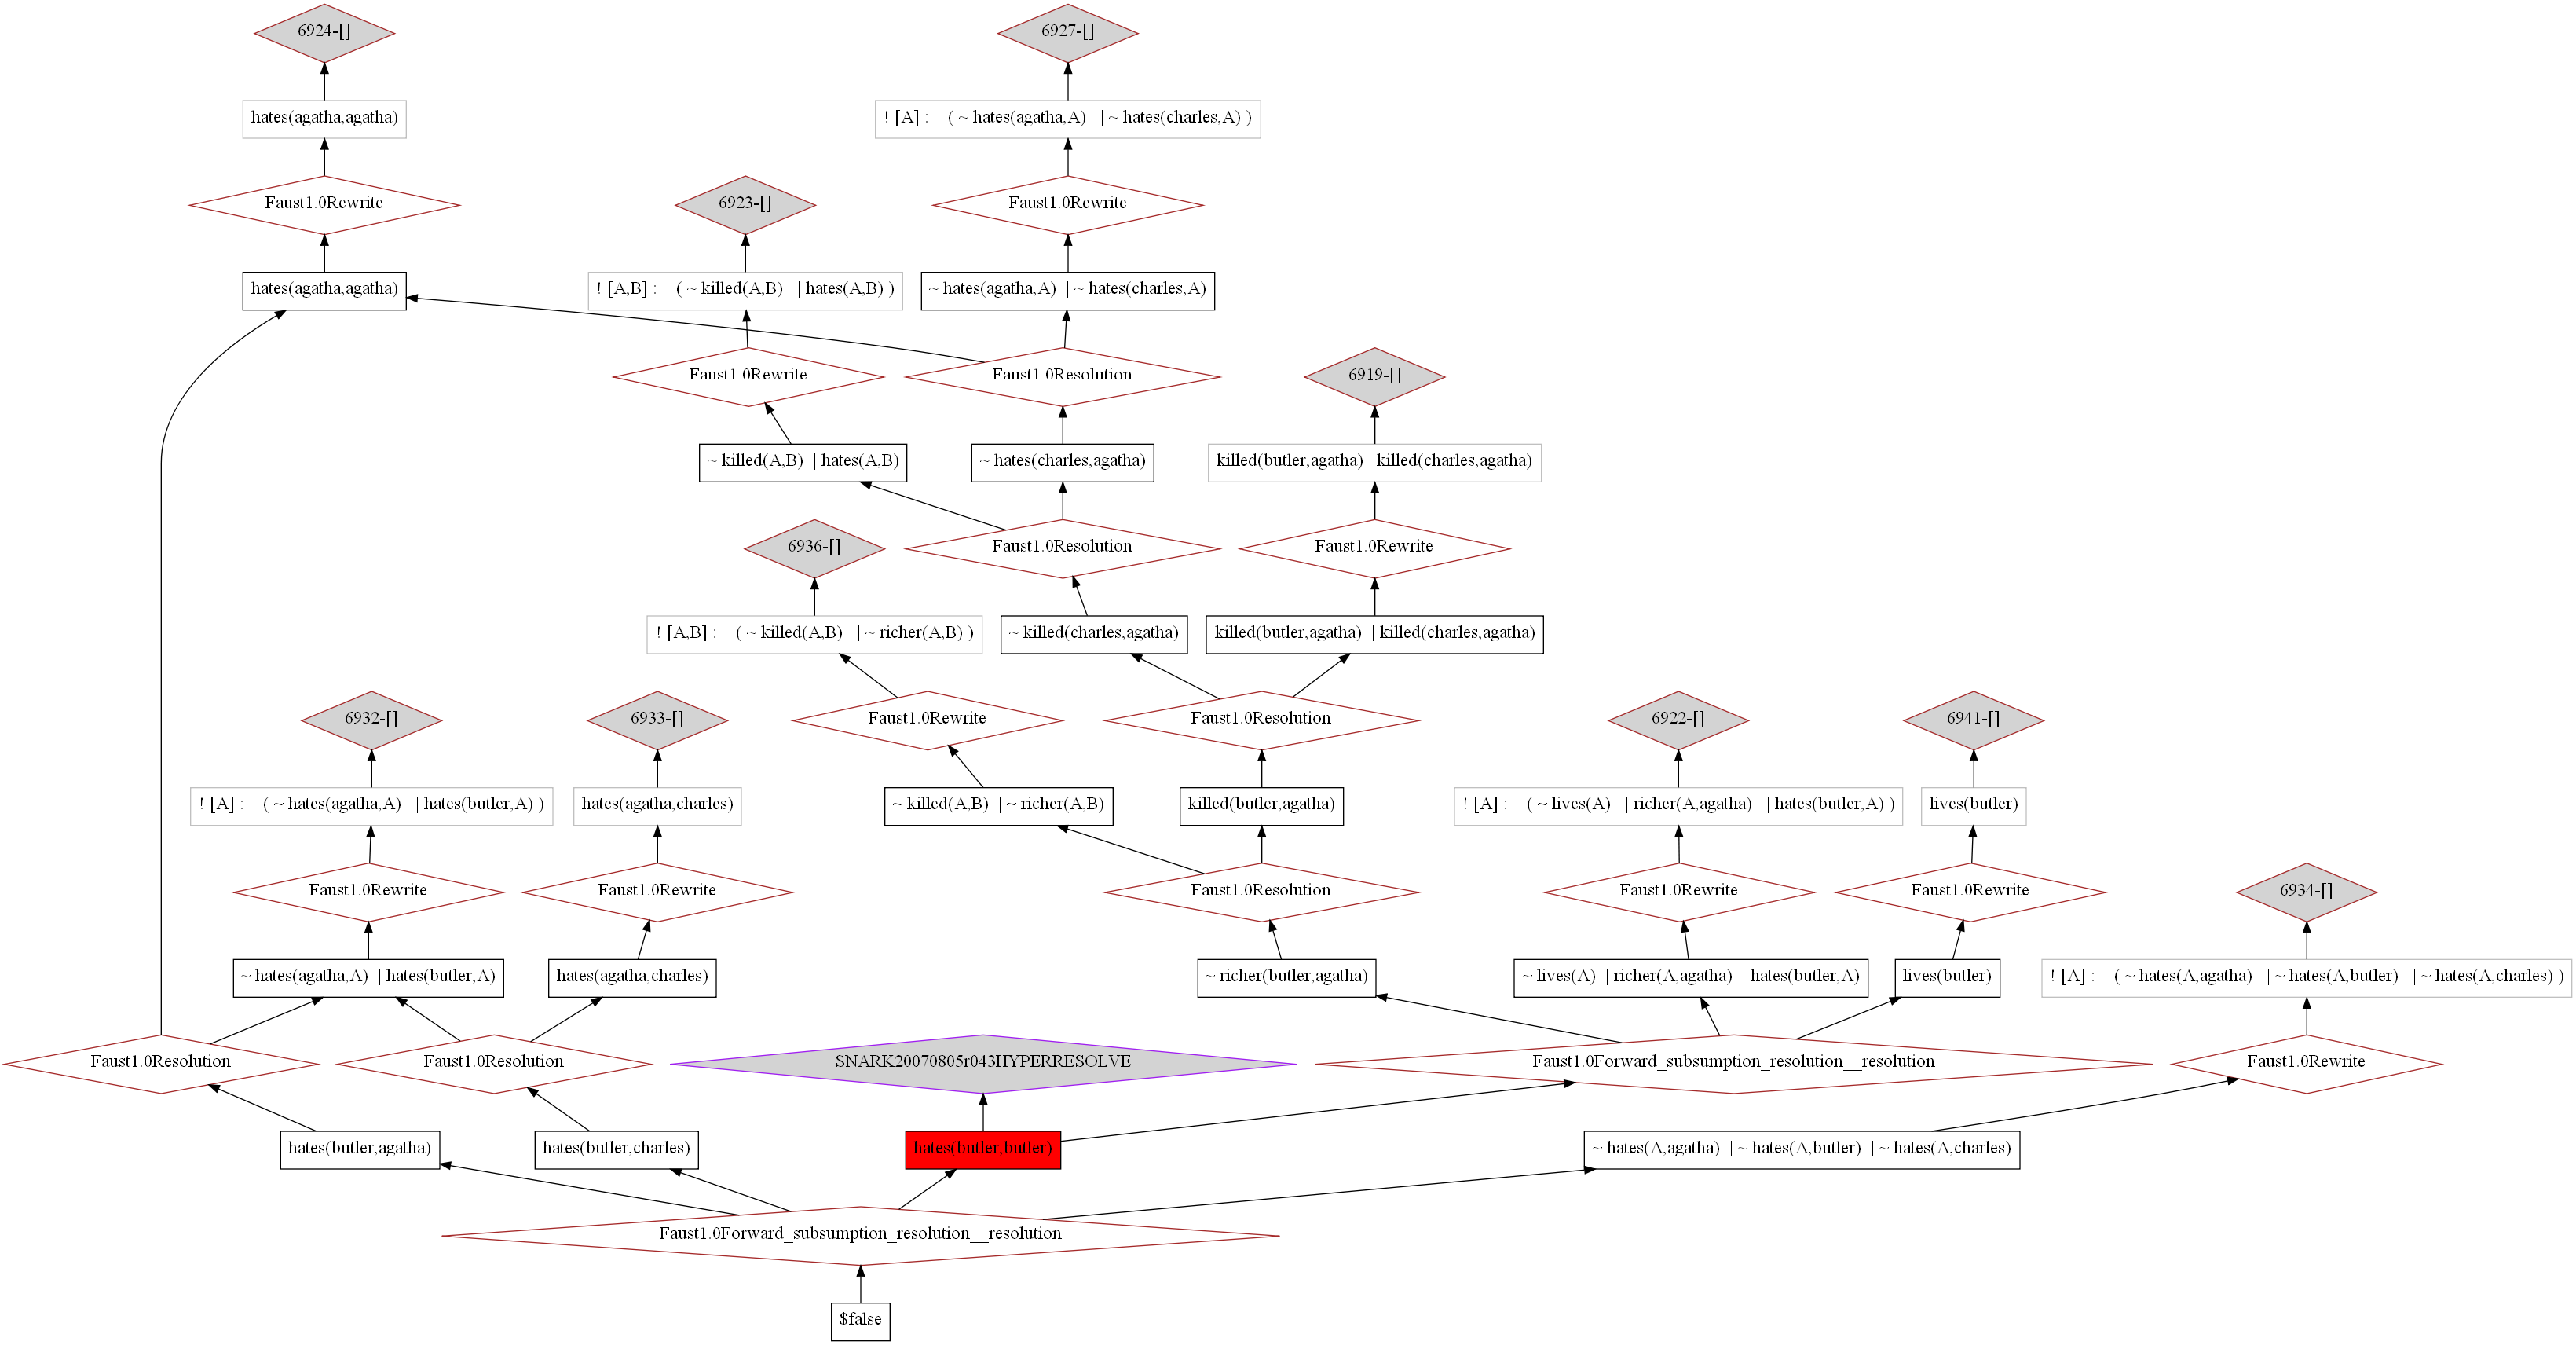 6924-[]
6927-[]
hates(agatha,agatha)
! [A] : ( ~ hates(agatha,A) | ~ hates(charles,A) )
Faust1.0Rewrite
6923-[]
Faust1.0Rewrite
hates(agatha,agatha)
! [A,B] : ( ~ killed(A,B) | hates(A,B) )
~ hates(agatha,A) | ~ hates(charles,A)
Faust1.0Rewrite
Faust1.0Resolution
6919-[]
~ killed(A,B) | hates(A,B)
~ hates(charles,agatha)
killed(butler,agatha) | killed(charles,agatha)
6936-[]
Faust1.0Resolution
Faust1.0Rewrite
! [A,B] : ( ~ killed(A,B) | ~ richer(A,B) )
~ killed(charles,agatha)
killed(butler,agatha) | killed(charles,agatha)
6932-[]
6933-[]
Faust1.0Rewrite
Faust1.0Resolution
6922-[]
6941-[]
! [A] : ( ~ hates(agatha,A) | hates(butler,A) )
hates(agatha,charles)
~ killed(A,B) | ~ richer(A,B)
killed(butler,agatha)
! [A] : ( ~ lives(A) | richer(A,agatha) | hates(butler,A) )
lives(butler)
Faust1.0Rewrite
Faust1.0Rewrite
Faust1.0Resolution
Faust1.0Rewrite
Faust1.0Rewrite
6934-[]
~ hates(agatha,A) | hates(butler,A)
hates(agatha,charles)
~ richer(butler,agatha)
~ lives(A) | richer(A,agatha) | hates(butler,A)
lives(butler)
! [A] : ( ~ hates(A,agatha) | ~ hates(A,butler) | ~ hates(A,charles) )
Faust1.0Resolution
Faust1.0Resolution
SNARK20070805r043HYPERRESOLVE
Faust1.0Forward_subsumption_resolution__resolution
Faust1.0Rewrite
hates(butler,agatha)
hates(butler,charles)
hates(butler,butler)
~ hates(A,agatha) | ~ hates(A,butler) | ~ hates(A,charles)
Faust1.0Forward_subsumption_resolution__resolution
$false